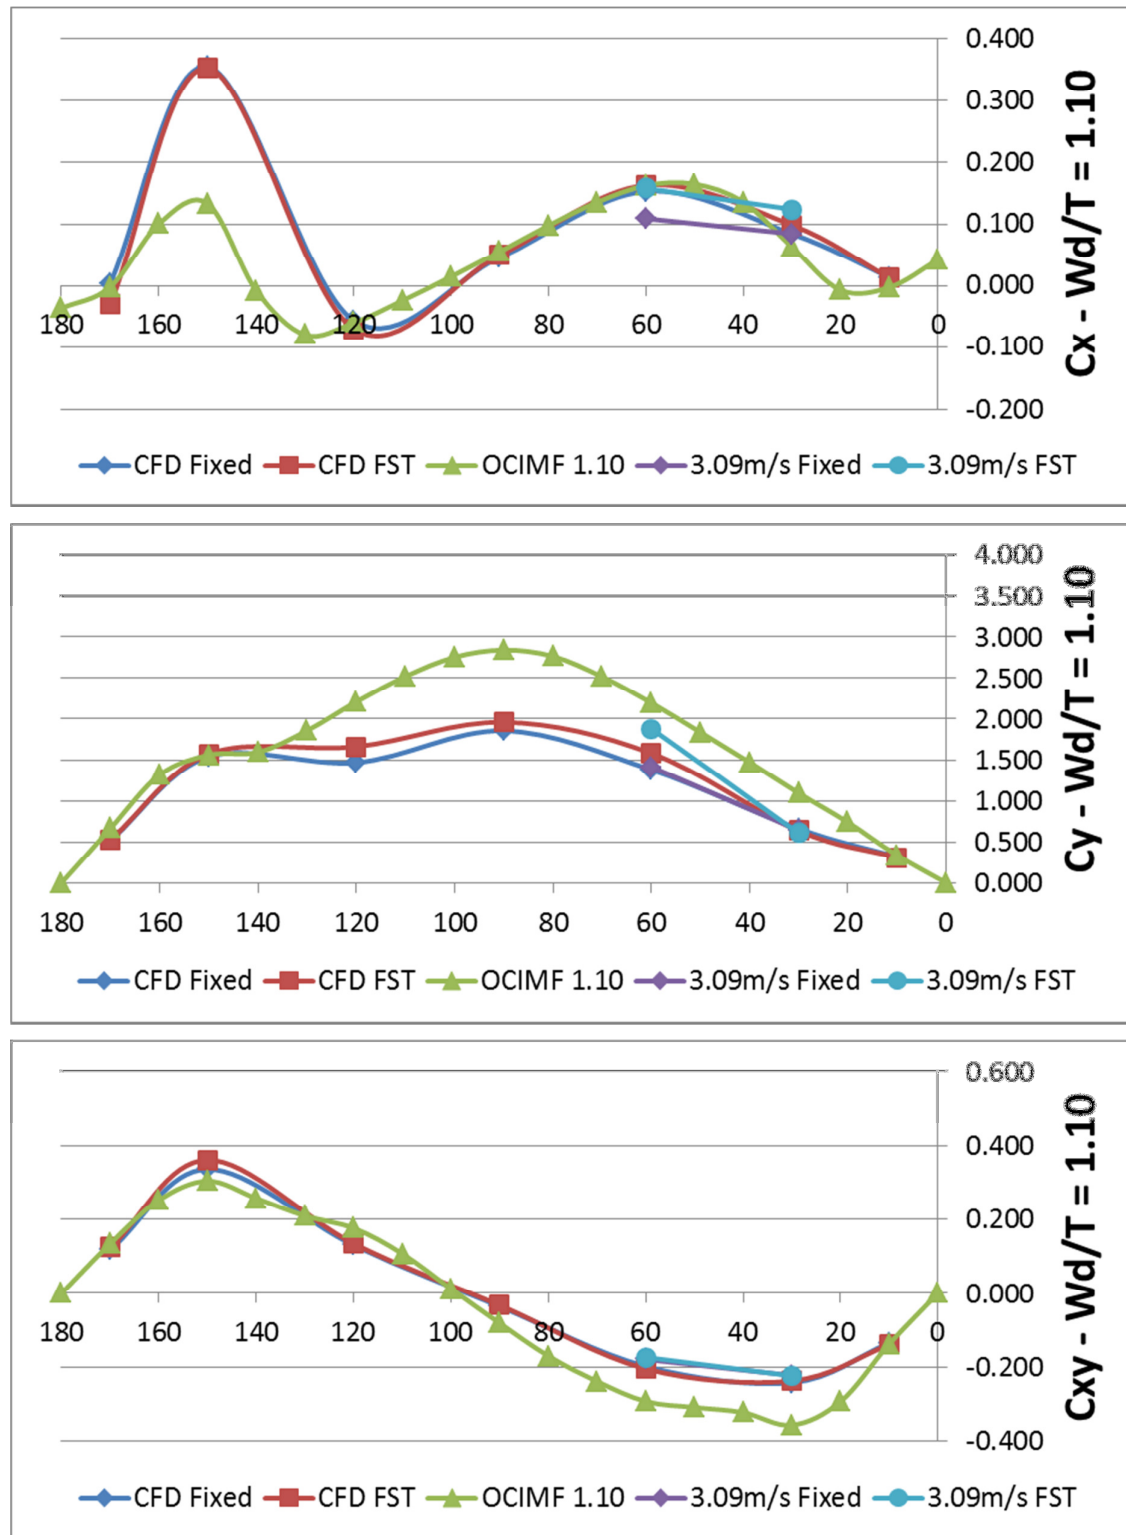 0.400
0.300
0.200
0.100
0.000
180 160 140 120 100 80 60 40 20 0
-0.100
-0.200
Cx - Wd/T = 1.10
CFD Fixed CFD FST OCIMF 1.10 3.09m/s Fixed 3.09m/s FST
4.000
3.500
3.000
2.500
2.000
1.500
1.000
0.500
0.000
180 160 140 120 100 80 60 40 20 0
Cy - Wd/T = 1.10
CFD Fixed CFD FST OCIMF 1.10 3.09m/s Fixed 3.09m/s FST
0.600
0.400
0.200
0.000
180 160 140 120 100 80 60 40 20 0
-0.200
-0.400
Cxy - Wd/T = 1.10
CFD Fixed CFD FST OCIMF 1.10 3.09m/s Fixed 3.09m/s FST